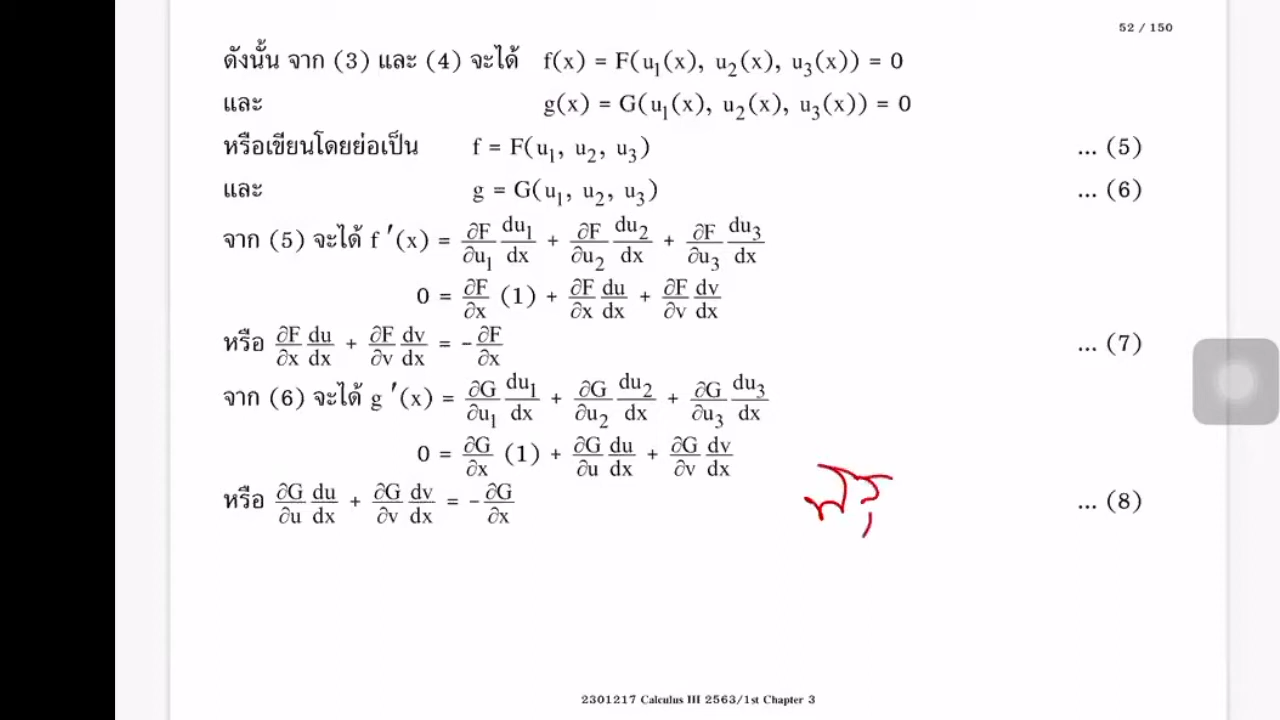 52 / 150
ดังนั้น จาก (3) และ (4) จะได้ f(x) = F(u₁(x), u₂(x), u₃(x)) = 0
และ g(x) = G(u₁(x), u₂(x), u₃(x)) = 0
หรือเขียนโดยย่อเป็น f = F(u₁, u₂, u₃) ... (5)
และ g = G(u₁, u₂, u₃) ... (6)
จาก (5) จะได้ f ′(x) = ∂F/∂u₁ du₁/dx + ∂F/∂u₂ du₂/dx + ∂F/∂u₃ du₃/dx
0 = ∂F/∂x (1) + ∂F/∂x du/dx + ∂F/∂v dv/dx
หรือ ∂F/∂x du/dx + ∂F/∂v dv/dx = -∂F/∂x ... (7)
จาก (6) จะได้ g ′(x) = ∂G/∂u₁ du₁/dx + ∂G/∂u₂ du₂/dx + ∂G/∂u₃ du₃/dx
0 = ∂G/∂x (1) + ∂G/∂u du/dx + ∂G/∂v dv/dx
หรือ ∂G/∂u du/dx + ∂G/∂v dv/dx = -∂G/∂x ... (8)
2301217 Calculus III 2563/1st Chapter 3